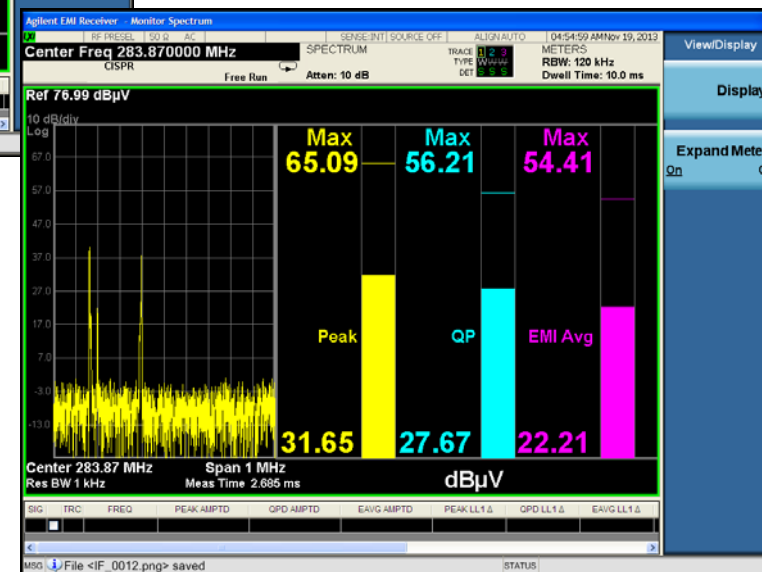 Agilent EMI Receiver - Monitor Spectrum
RF PRESEL 50 Ω AC SENSE:INT SOURCE OFF ALIGN AUTO 04:54:59 AM Nov 19, 2013
Center Freq 283.870000 MHz SPECTRUM TRACE 1 2 3 METERS
CISPR TYPE WWW RBW: 120 kHz
Free Run Atten: 10 dB DET S S S Dwell Time: 10.0 ms
View/Display
Display
Expand Mete
On
Ref 76.99 dBµV
10 dB/div
Log
Max Max Max
65.09 56.21 54.41
67.0
57.0
47.0
37.0
27.0
17.0
7.0
-3.0
-13.0
Peak QP EMI Avg
31.65 27.67 22.21
Center 283.87 MHz Span 1 MHz
Res BW 1 kHz Meas Time 2.685 ms
dBµV
SIG TRC FREQ PEAK AMPTD QPD AMPTD EAVG AMPTD PEAK LL1 Δ QPD LL1 Δ EAVG LL1 Δ
MSG File <IF_0012.png> saved STATUS